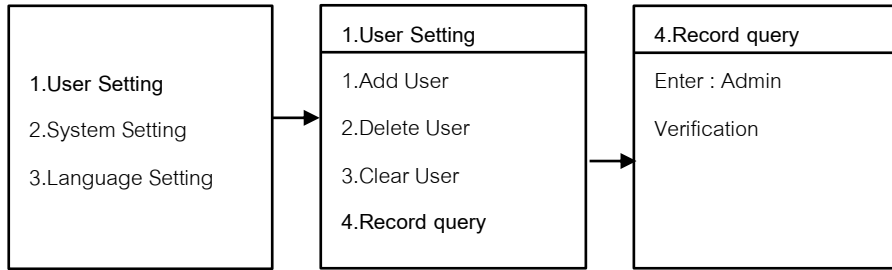 1.User Setting
2.System Setting
3.Language Setting
1.User Setting
1.Add User
2.Delete User
3.Clear User
4.Record query
4.Record query
Enter : Admin
Verification